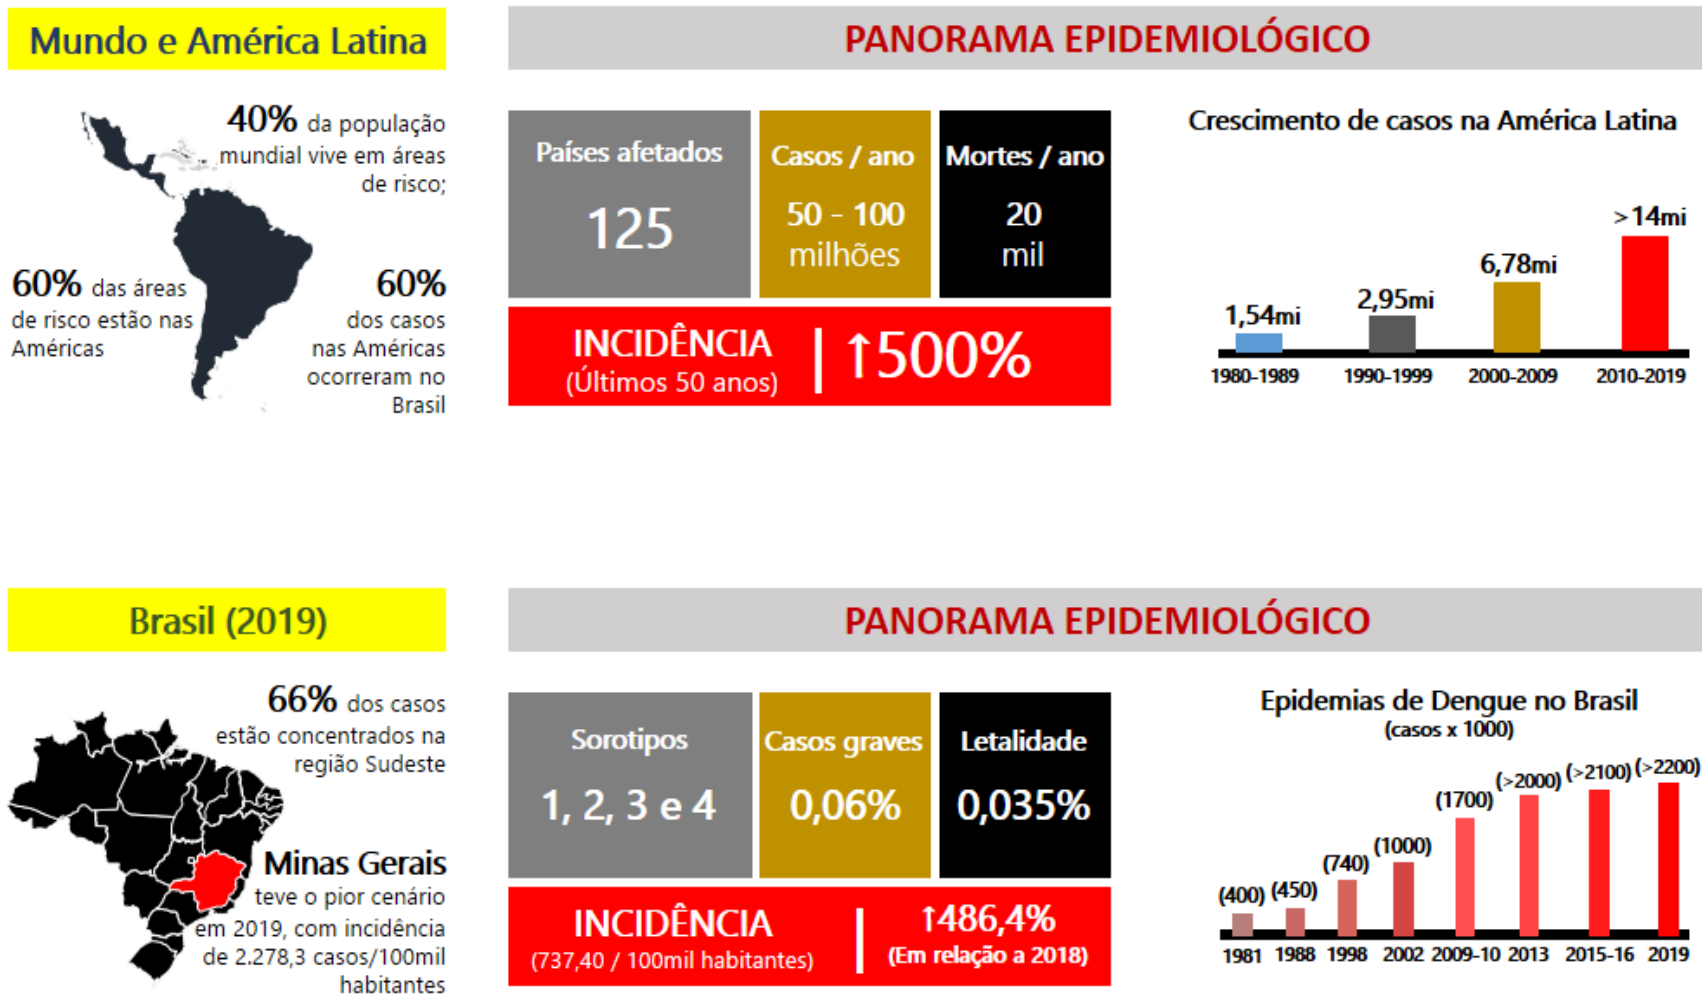 Mundo e América Latina
PANORAMA EPIDEMIOLÓGICO
40% da população
mundial vive em áreas
de risco;
60% das áreas
de risco estão nas
Américas
60%
dos casos
nas Américas
ocorreram no
Brasil
Países afetados
125
Casos / ano
50 - 100
milhões
Mortes / ano
20
mil
INCIDÊNCIA
(Últimos 50 anos)
↑500%
Crescimento de casos na América Latina
1,54mi
2,95mi
6,78mi
>14mi
1980-1989
1990-1999
2000-2009
2010-2019
Brasil (2019)
PANORAMA EPIDEMIOLÓGICO
66% dos casos
estão concentrados na
região Sudeste
Minas Gerais
teve o pior cenário
em 2019, com incidência
de 2.278,3 casos/100mil
habitantes
Sorotipos
1, 2, 3 e 4
Casos graves
0,06%
Letalidade
0,035%
INCIDÊNCIA
(737,40 / 100mil habitantes)
↑486,4%
(Em relação a 2018)
Epidemias de Dengue no Brasil
(casos x 1000)
(400)
(450)
(740)
(1000)
(1700)
(>2000)
(>2100)
(>2200)
1981
1988
1998
2002
2009-10
2013
2015-16
2019